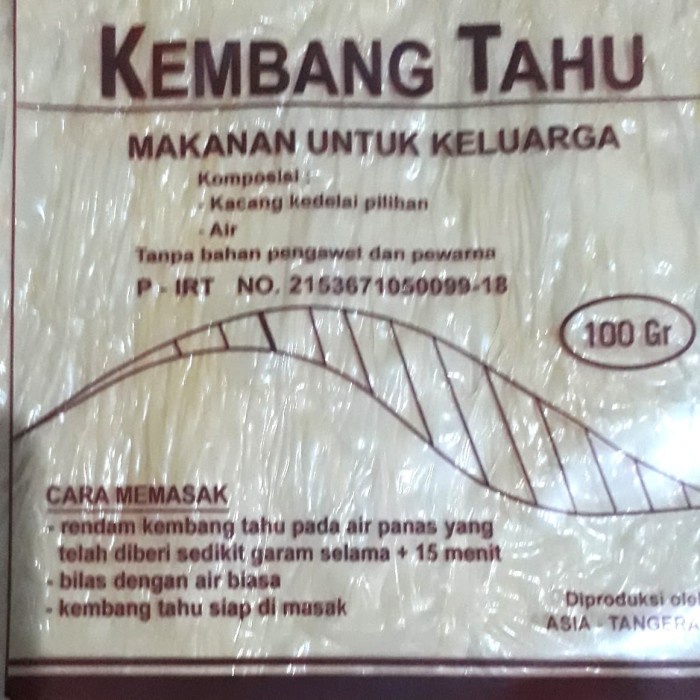 KEMBANG TAHU
MAKANAN UNTUK KELUARGA
Komposisi :
- Kacang kedelai pilihan
- Air
Tanpa bahan pengawet dan pewarna
P - IRT NO. 2153671050099-18
100 Gr
CARA MEMASAK
- rendam kembang tahu pada air panas yang
telah diberi sedikit garam selama + 15 menit
- bilas dengan air biasa
- kembang tahu siap di masak
Diproduksi ole
ASIA - TANGERA